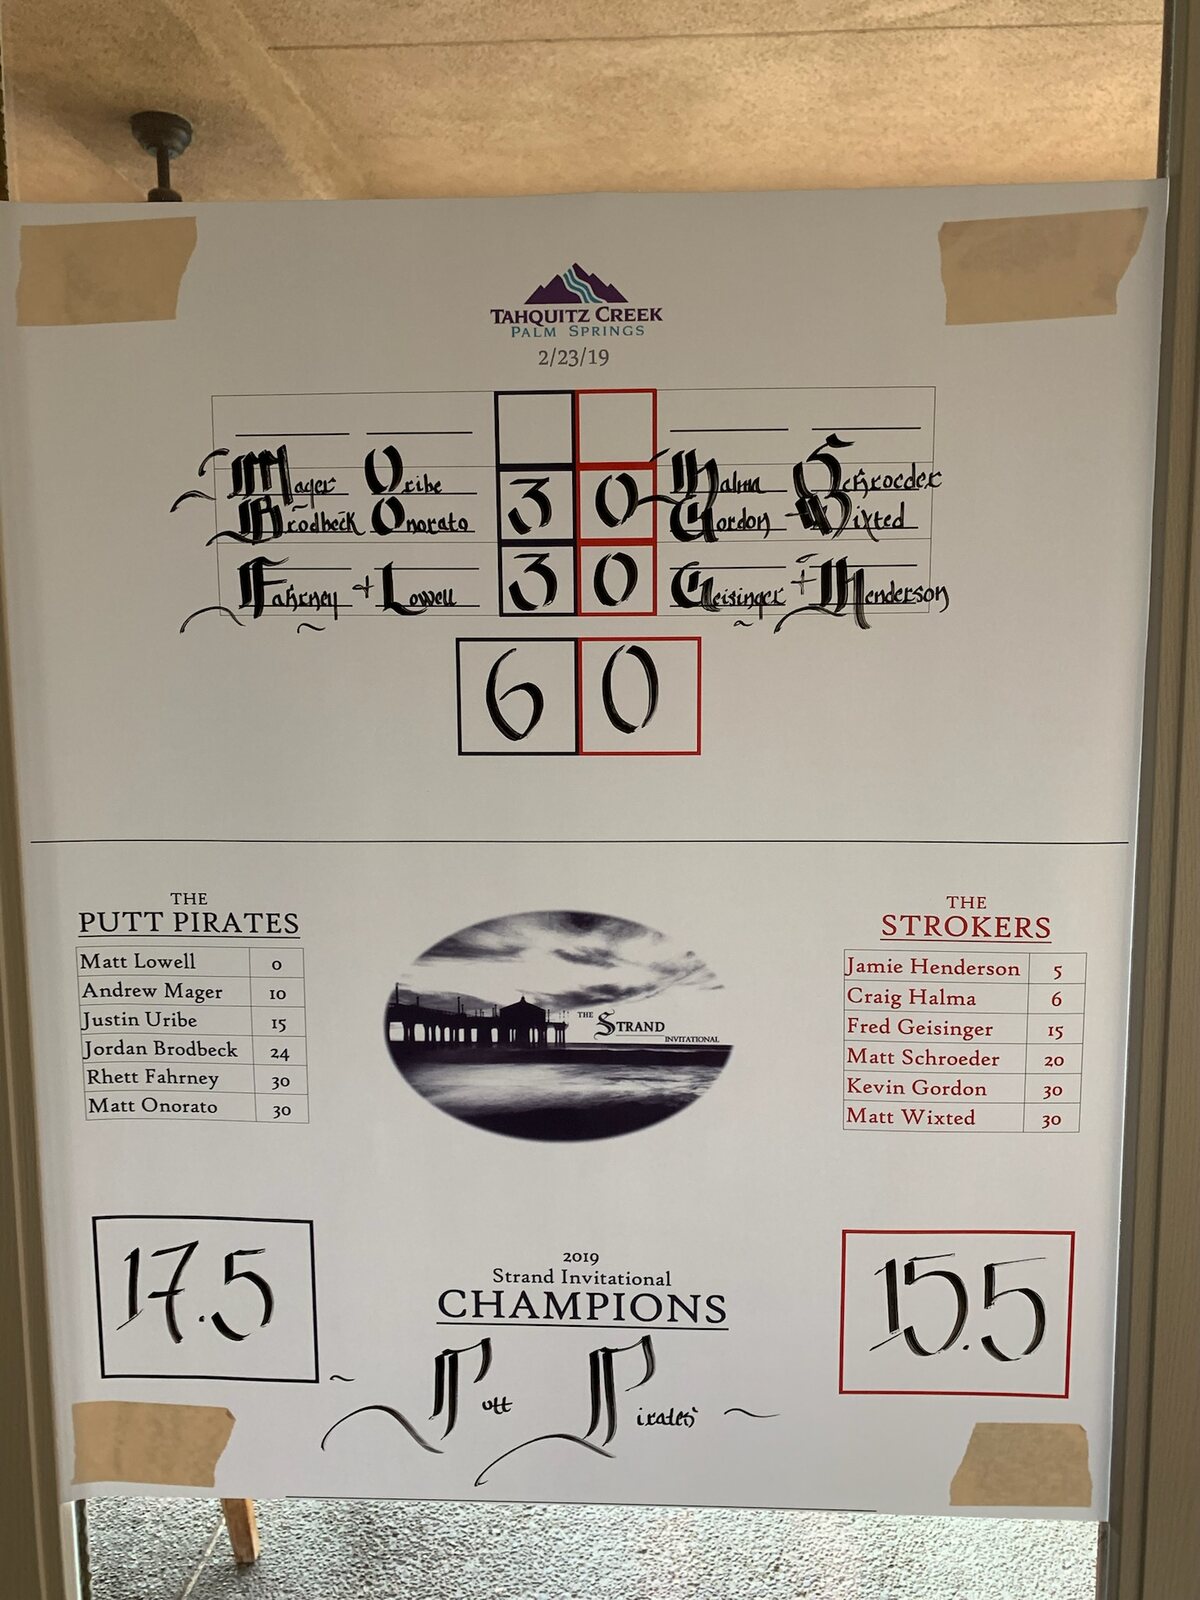 TAHQUITZ CREEK
PALM SPRINGS
2/23/19
Mager Uribe 3 0 Halma Schroeder
Brodbeck Onorato Gordon + Wixted
Fahrney + Lowell 3 0 Geisinger + Henderson
6 0
THE
PUTT PIRATES
Matt Lowell 0
Andrew Mager 10
Justin Uribe 15
Jordan Brodbeck 24
Rhett Fahrney 30
Matt Onorato 30
THE STRAND
INVITATIONAL
THE
STROKERS
Jamie Henderson 5
Craig Halma 6
Fred Geisinger 15
Matt Schroeder 20
Kevin Gordon 30
Matt Wixted 30
17.5
2019
Strand Invitational
CHAMPIONS
~ Putt Pirates ~
15.5